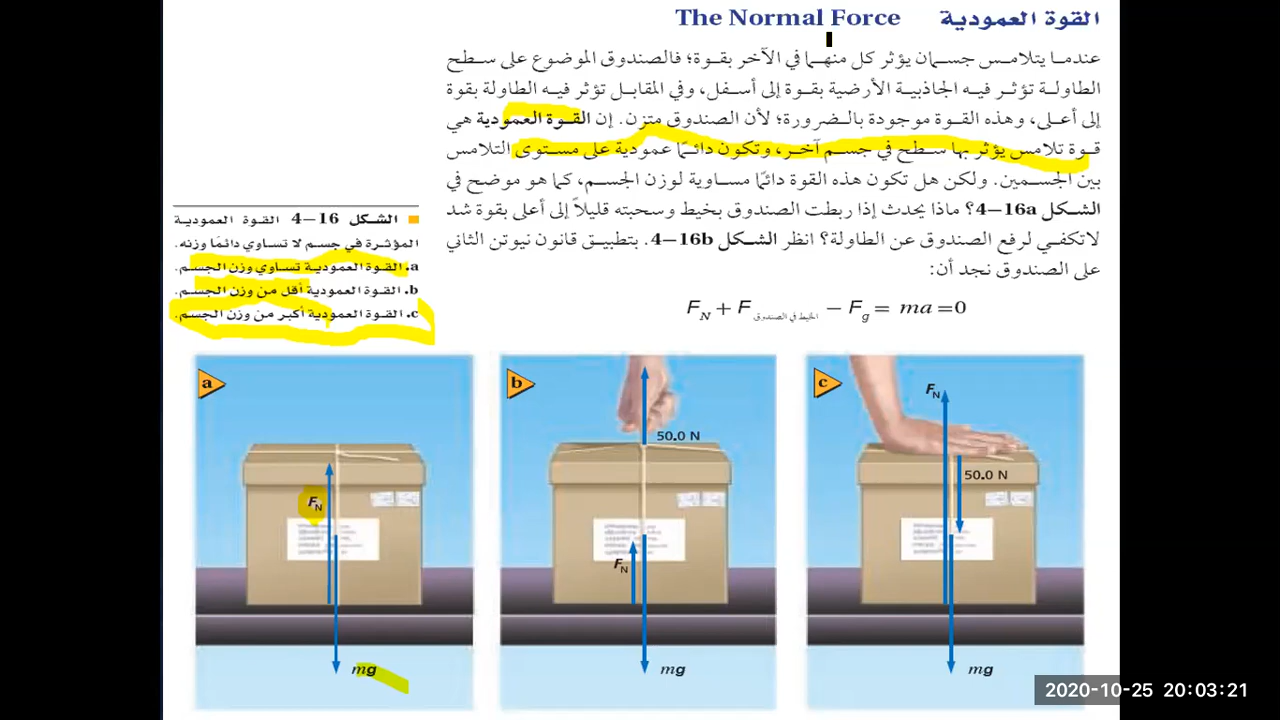 القوة العمودية The Normal Force
عندما يتلامس جسمان يؤثر كل منهما في الآخر بقوة؛ فالصندوق الموضوع على سطح
الطاولة تؤثر فيه الجاذبية الأرضية بقوة إلى أسفل، وفي المقابل تؤثر فيه الطاولة بقوة
إلى أعلى، وهذه القوة موجودة بالضرورة؛ لأن الصندوق متزن. إن القوة العمودية هي
قوة تلامس يؤثر بها سطح في جسم آخر، وتكون دائمًا عمودية على مستوى التلامس
بين الجسمين. ولكن هل تكون هذه القوة دائمًا مساوية لوزن الجسم، كما هو موضح في
الشكل 4–16a؟ ماذا يحدث إذا ربطت الصندوق بخيط وسحبته قليلاً إلى أعلى بقوة شد
لاتكفي لرفع الصندوق عن الطاولة؟ انظر الشكل 4–16b. بتطبيق قانون نيوتن الثاني
على الصندوق نجد أن:
F_N + F_الخيط في الصندوق − F_g = ma =0
الشكل 16–4 القوة العمودية
المؤثرة في جسم لا تساوي دائمًا وزنه.
a. القوة العمودية تساوي وزن الجسم.
b. القوة العمودية أقل من وزن الجسم.
c. القوة العمودية أكبر من وزن الجسم.
a
F_N
mg
b
50.0 N
F_N
mg
c
F_N
50.0 N
mg
2020-10-25 20:03:21